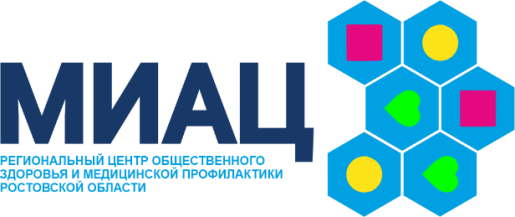 МИАЦ
РЕГИОНАЛЬНЫЙ ЦЕНТР ОБЩЕСТВЕННОГО
ЗДОРОВЬЯ И МЕДИЦИНСКОЙ ПРОФИЛАКТИКИ
РОСТОВСКОЙ ОБЛАСТИ